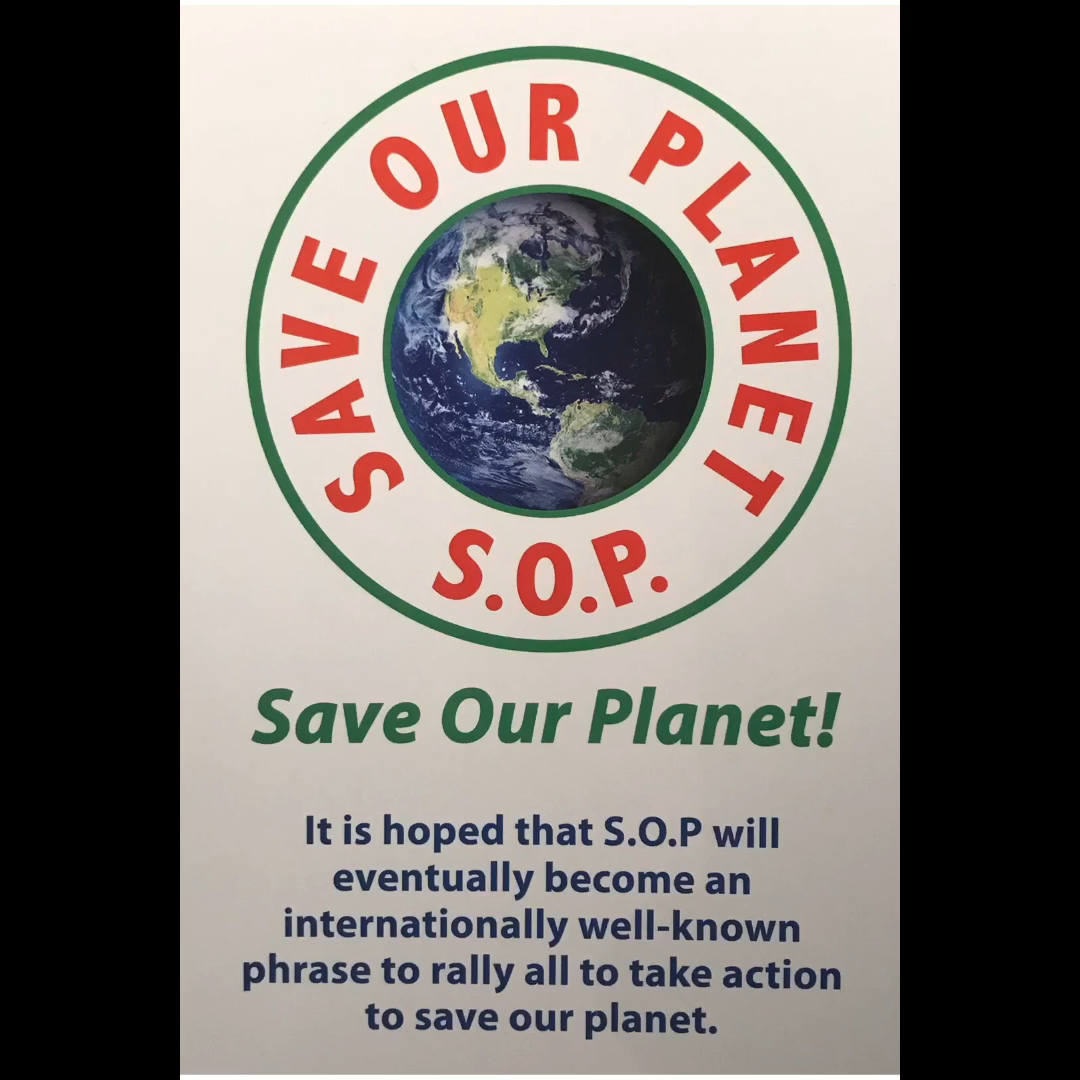 SAVE OUR PLANET
S.O.P.
Save Our Planet!
It is hoped that S.O.P will
eventually become an
internationally well-known
phrase to rally all to take action
to save our planet.